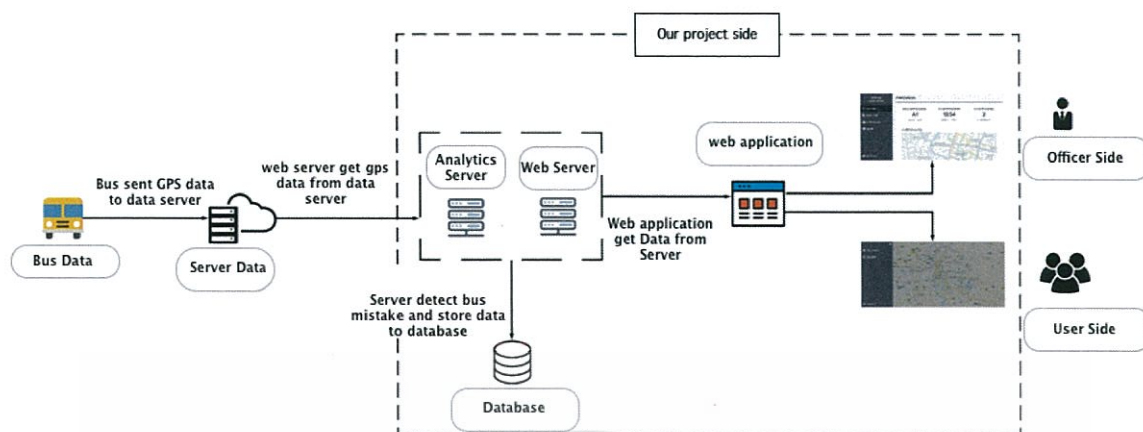 Our project side
Officer Side
web application
Analytics
Server
Web Server
web server get gps
data from data
server
Bus sent GPS data
to data server
Bus Data
Server Data
Web application
get Data from
Server
Server detect bus
mistake and store data
to database
Database
User Side